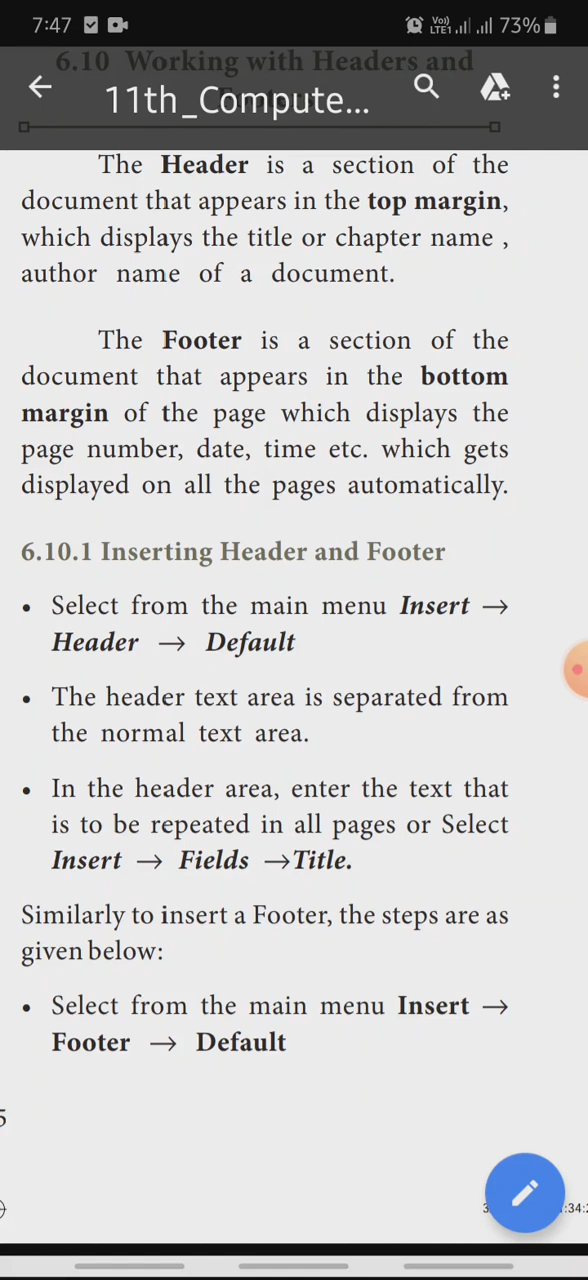 7:47 Vo) LTE1 73%
6.10 Working with Headers and
11th_Compute...
The Header is a section of the
document that appears in the top margin,
which displays the title or chapter name ,
author name of a document.
The Footer is a section of the
document that appears in the bottom
margin of the page which displays the
page number, date, time etc. which gets
displayed on all the pages automatically.
6.10.1 Inserting Header and Footer
• Select from the main menu Insert →
Header → Default
• The header text area is separated from
the normal text area.
• In the header area, enter the text that
is to be repeated in all pages or Select
Insert → Fields →Title.
Similarly to insert a Footer, the steps are as
given below:
• Select from the main menu Insert →
Footer → Default
5
:34: